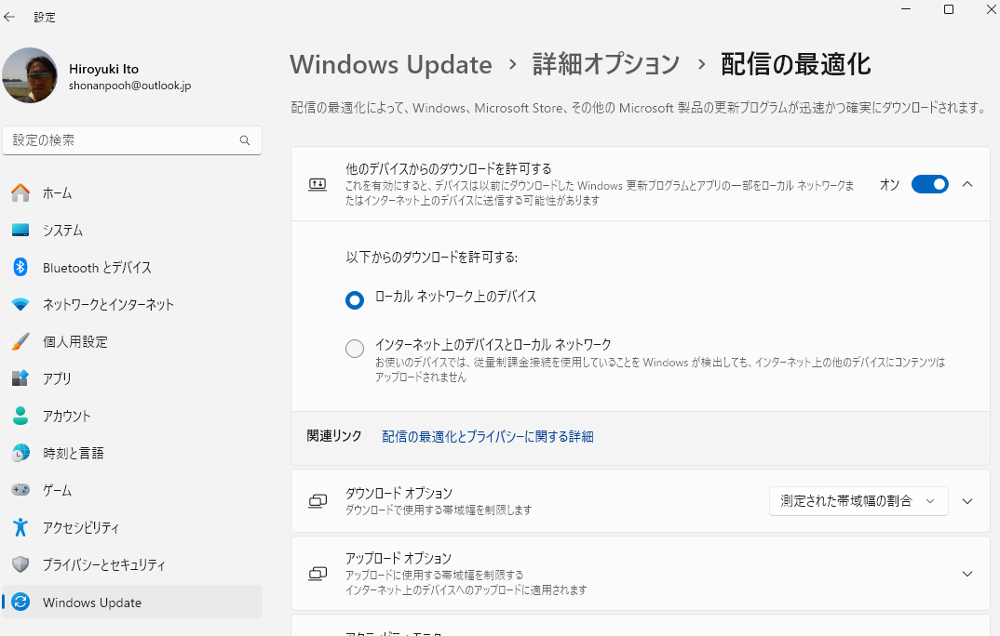 設定
Hiroyuki Ito
shonanpooh@outlook.jp
設定の検索
ホーム
システム
Bluetooth とデバイス
ネットワークとインターネット
個人用設定
アプリ
アカウント
時刻と言語
ゲーム
アクセシビリティ
プライバシーとセキュリティ
Windows Update
Windows Update › 詳細オプション › 配信の最適化
配信の最適化によって、Windows、Microsoft Store、その他の Microsoft 製品の更新プログラムが迅速かつ確実にダウンロードされます。
他のデバイスからのダウンロードを許可する
これを有効にすると、デバイスは以前にダウンロードした Windows 更新プログラムとアプリの一部をローカル ネットワークま
たはインターネット上のデバイスに送信する可能性があります
オン
以下からのダウンロードを許可する:
ローカル ネットワーク上のデバイス
インターネット上のデバイスとローカル ネットワーク
お使いのデバイスでは、従量制課金接続を使用していることを Windows が検出しても、インターネット上の他のデバイスにコンテンツは
アップロードされません
関連リンク 配信の最適化とプライバシーに関する詳細
ダウンロード オプション
ダウンロードで使用する帯域幅を制限します
測定された帯域幅の割合
アップロード オプション
アップロードに使用する帯域幅を制限する
インターネット上のデバイスへのアップロードに適用されます